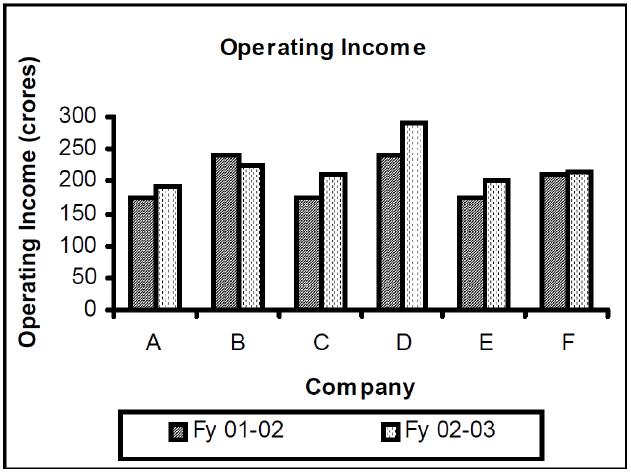 Operating Income
Operating Income (crores)
300
250
200
150
100
50
0
A B C D E F
Company
Fy 01-02 Fy 02-03